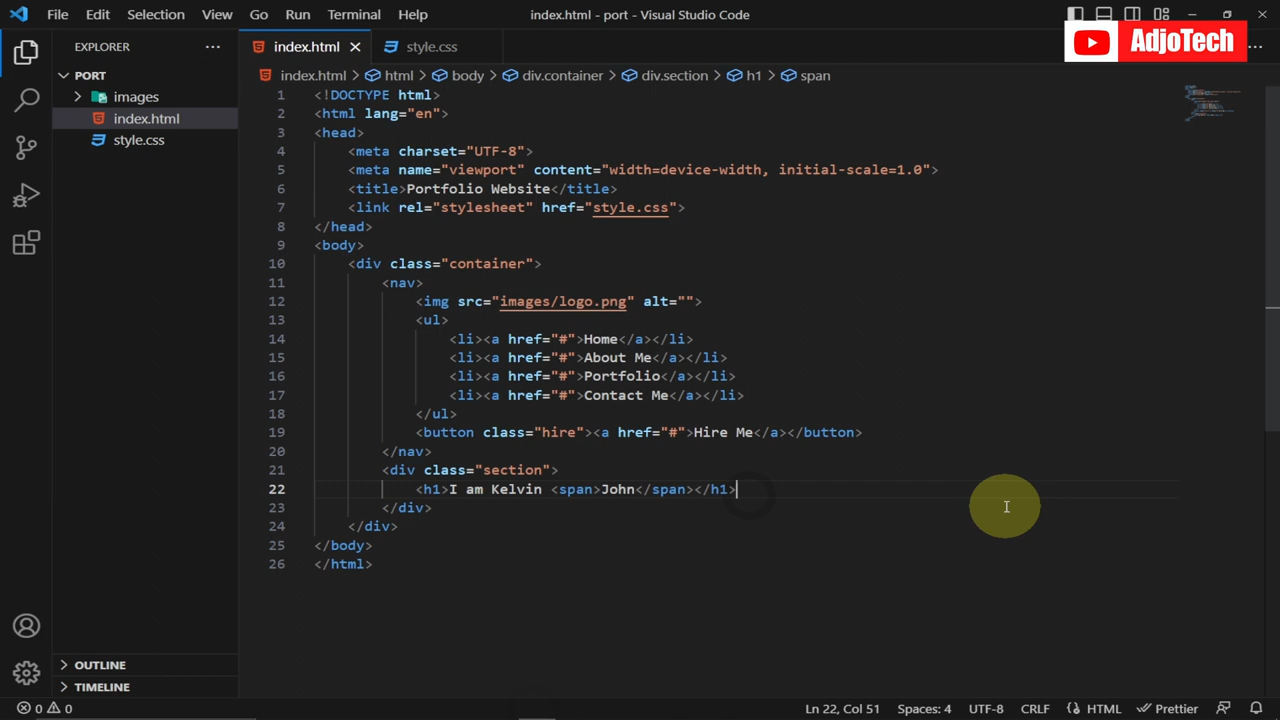 File Edit Selection View Go Run Terminal Help index.html - port - Visual Studio Code
AdjoTech
EXPLORER
PORT
images
index.html
style.css
OUTLINE
TIMELINE
index.html style.css
index.html html body div.container div.section h1 span
1 <!DOCTYPE html>
2 <html lang="en">
3 <head>
4 <meta charset="UTF-8">
5 <meta name="viewport" content="width=device-width, initial-scale=1.0">
6 <title>Portfolio Website</title>
7 <link rel="stylesheet" href="style.css">
8 </head>
9 <body>
10 <div class="container">
11 <nav>
12 <img src="images/logo.png" alt="">
13 <ul>
14 <li><a href="#">Home</a></li>
15 <li><a href="#">About Me</a></li>
16 <li><a href="#">Portfolio</a></li>
17 <li><a href="#">Contact Me</a></li>
18 </ul>
19 <button class="hire"><a href="#">Hire Me</a></button>
20 </nav>
21 <div class="section">
22 <h1>I am Kelvin <span>John</span></h1>
23 </div>
24 </div>
25 </body>
26 </html>
0 0 Ln 22, Col 51 Spaces: 4 UTF-8 CRLF HTML Prettier